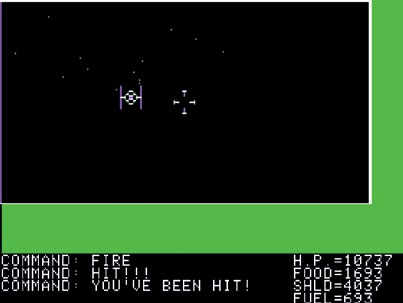 COMMAND: FIRE H.P.=10737
COMMAND: HIT!!! FOOD=1693
COMMAND: YOU'VE BEEN HIT! SHLD=4037
FUEL=693